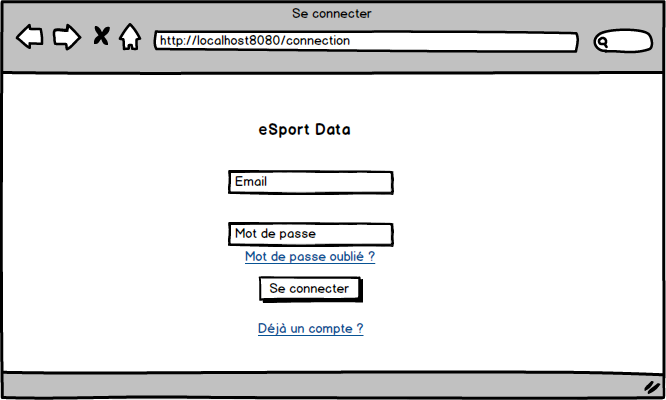 Se connecter
http://localhost8080/connection
eSport Data
Email
Mot de passe
Mot de passe oublié ?
Se connecter
Déjà un compte ?